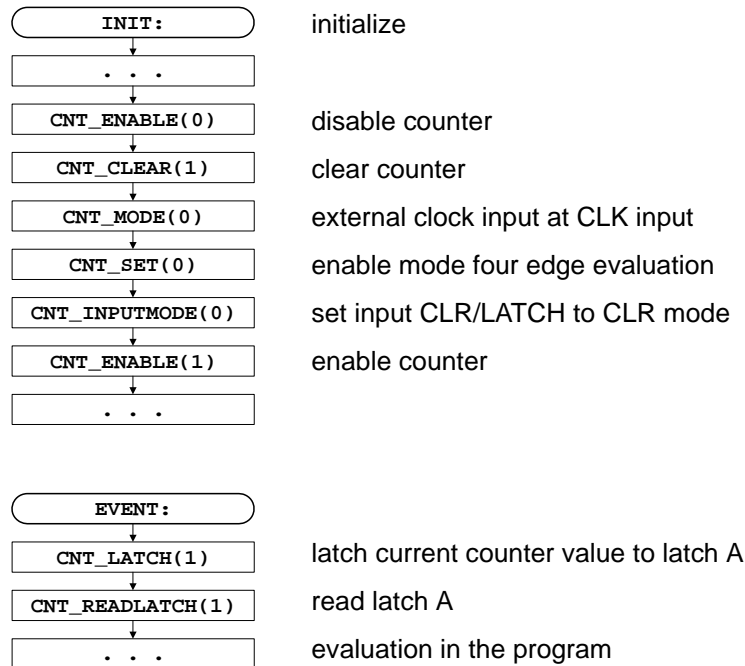 INIT: initialize
. . .
CNT_ENABLE(0) disable counter
CNT_CLEAR(1) clear counter
CNT_MODE(0) external clock input at CLK input
CNT_SET(0) enable mode four edge evaluation
CNT_INPUTMODE(0) set input CLR/LATCH to CLR mode
CNT_ENABLE(1) enable counter
. . .
EVENT:
CNT_LATCH(1) latch current counter value to latch A
CNT_READLATCH(1) read latch A
. . . evaluation in the program